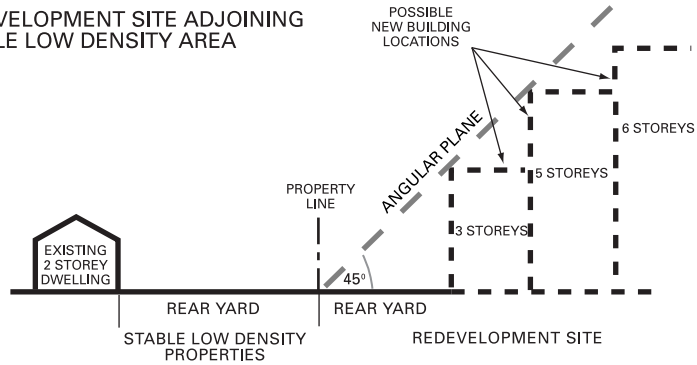 VELOPMENT SITE ADJOINING
LE LOW DENSITY AREA
POSSIBLE
NEW BUILDING
LOCATIONS
ANGULAR PLANE
6 STOREYS
5 STOREYS
3 STOREYS
PROPERTY
LINE
45°
EXISTING
2 STOREY
DWELLING
REAR YARD
REAR YARD
STABLE LOW DENSITY
PROPERTIES
REDEVELOPMENT SITE